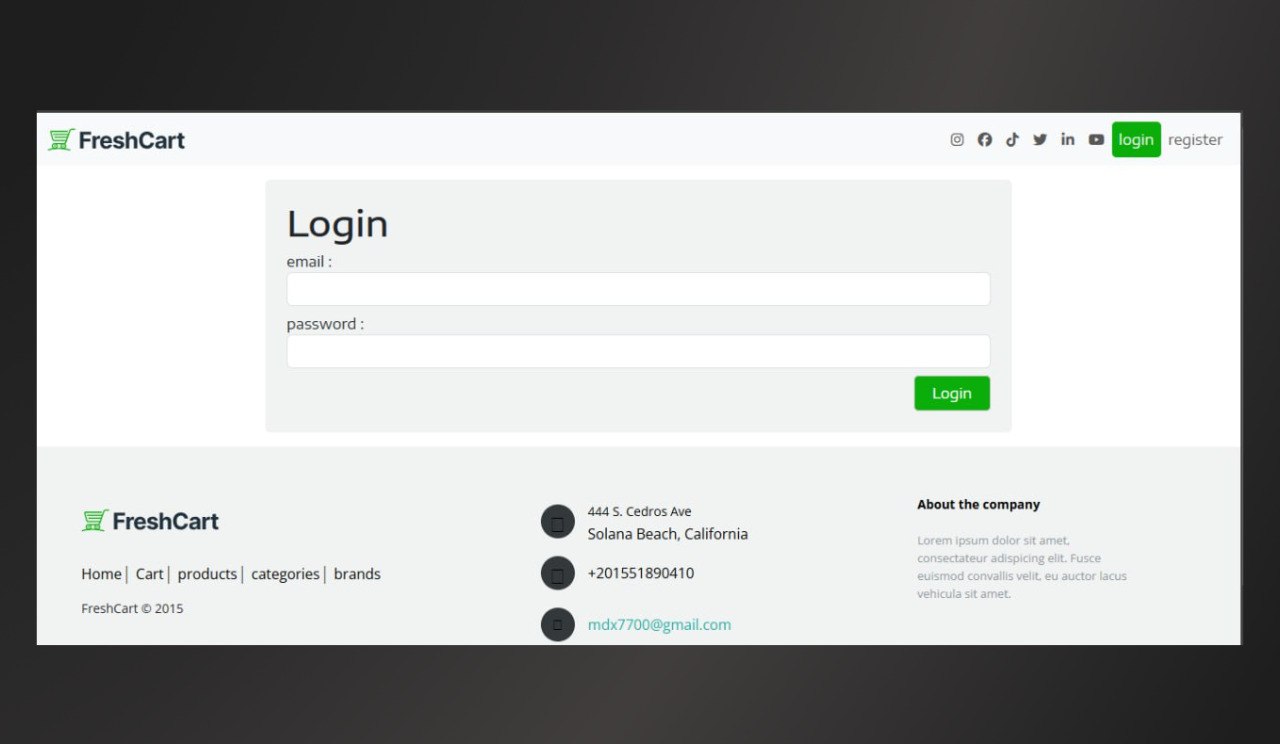 FreshCart
login register
Login
email :
password :
Login
FreshCart
Home| Cart| products| categories| brands
FreshCart © 2015
444 S. Cedros Ave
Solana Beach, California
+201551890410
mdx7700@gmail.com
About the company
Lorem ipsum dolor sit amet,
consectateur adispicing elit. Fusce
euismod convallis velit, eu auctor lacus
vehicula sit amet.